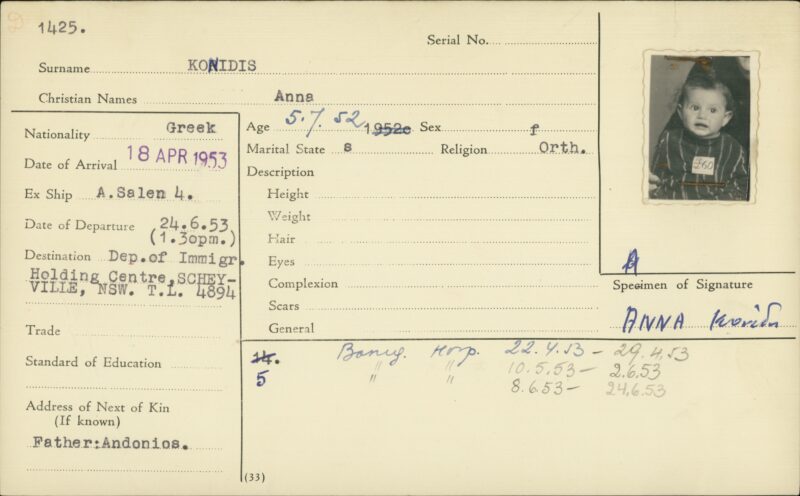 1425.
Serial No.
Surname KONIDIS
Christian Names Anna
Nationality Greek
Age 5.7.52 1952c Sex f
Date of Arrival 18 APR 1953
Marital State s Religion Orth.
Ex Ship A.Salen 4.
Description
Height
Weight
Hair
Eyes
Complexion
Scars
General
Date of Departure 24.6.53
(1.30pm.)
Destination Dep.of Immigr.
Holding Centre,SCHEY-
VILLE, NSW. T.L. 4894
Trade
Standard of Education
Address of Next of Kin
(If known)
Father:Andonios.
260
A
Specimen of Signature
ANNA
14. Boneg. Hosp. 22.4.53 - 29.4.53
5 " " 10.5.53 - 2.6.53
8.6.53 - 24.6.53
(33)